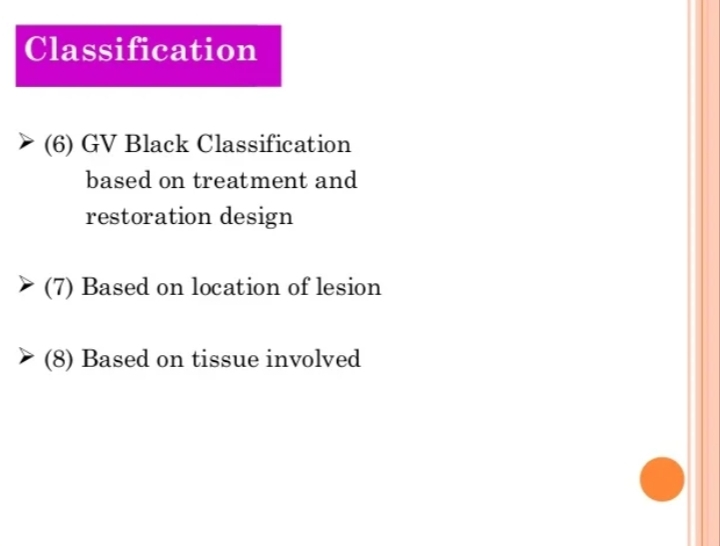 Classification
➢ (6) GV Black Classification
based on treatment and
restoration design
➢ (7) Based on location of lesion
➢ (8) Based on tissue involved